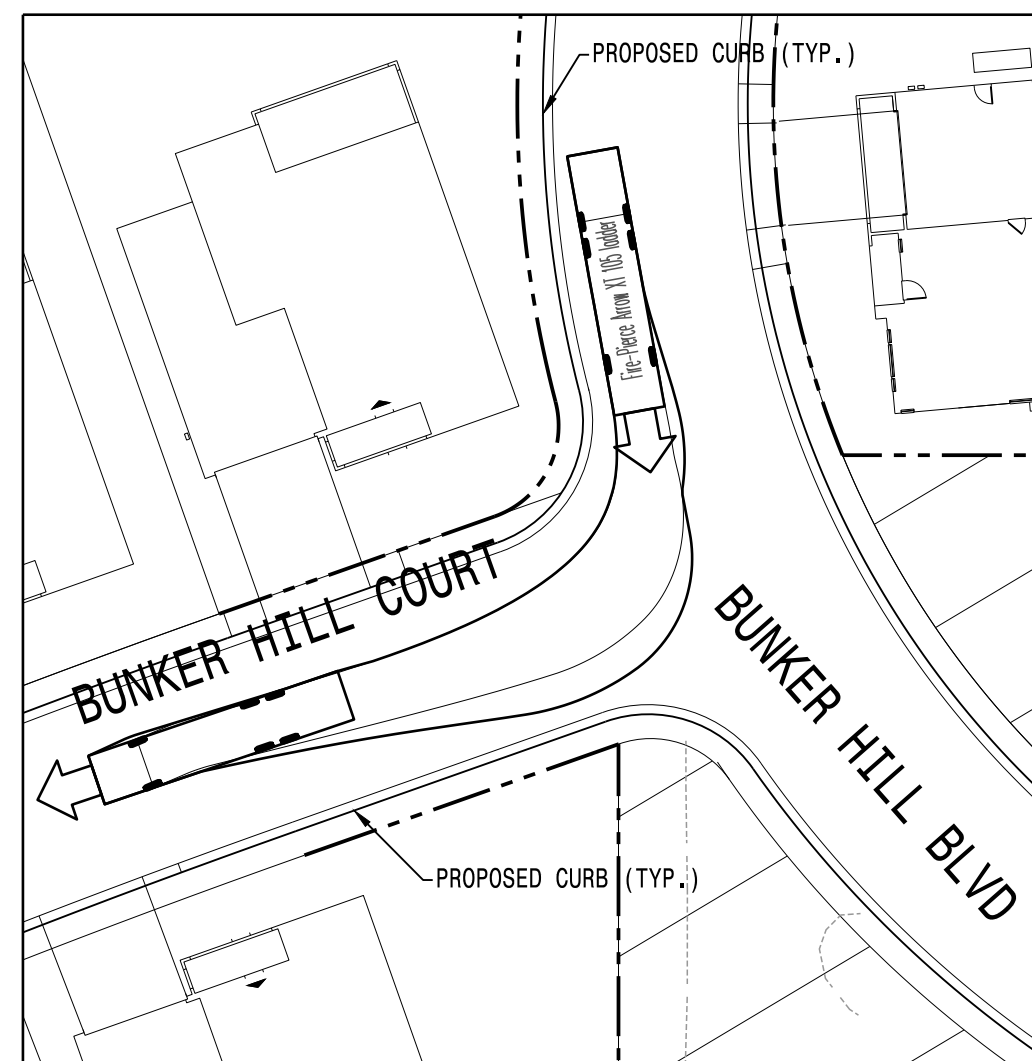 PROPOSED CURB (TYP.)
Fire-Pierce Arrow XT 105 ladder
BUNKER HILL COURT
BUNKER HILL BLVD
PROPOSED CURB (TYP.)